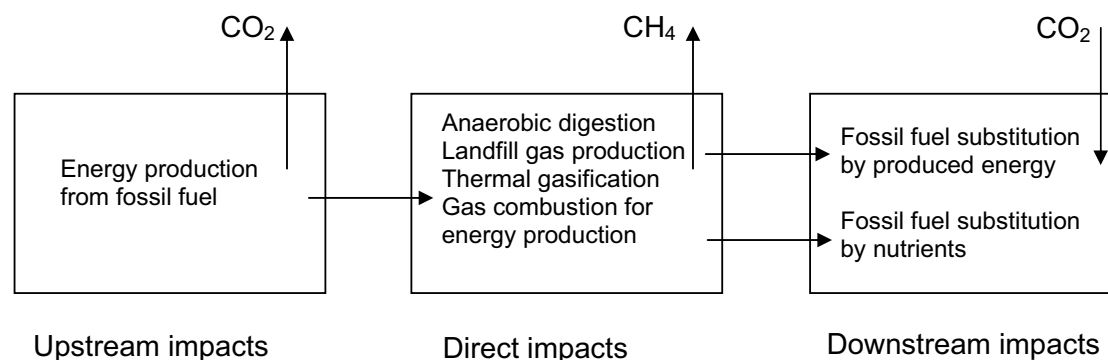 CO₂
CH₄
CO₂
Energy production
from fossil fuel
Anaerobic digestion
Landfill gas production
Thermal gasification
Gas combustion for
energy production
Fossil fuel substitution
by produced energy
Fossil fuel substitution
by nutrients
Upstream impacts
Direct impacts
Downstream impacts